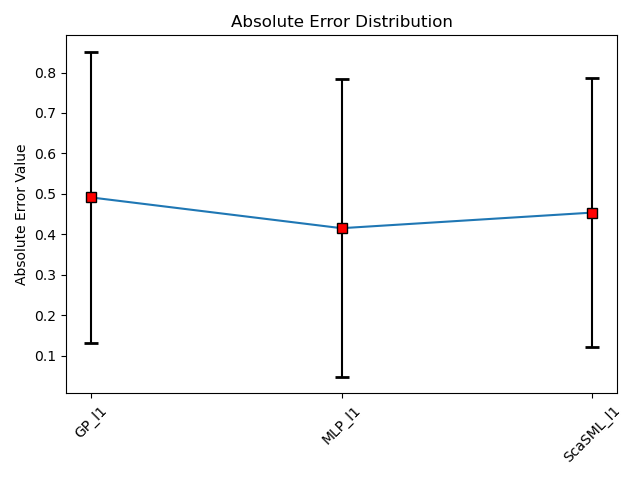 Absolute Error Distribution
Absolute Error Value
0.8
0.7
0.6
0.5
0.4
0.3
0.2
0.1
GP_l1
MLP_l1
ScaSML_l1